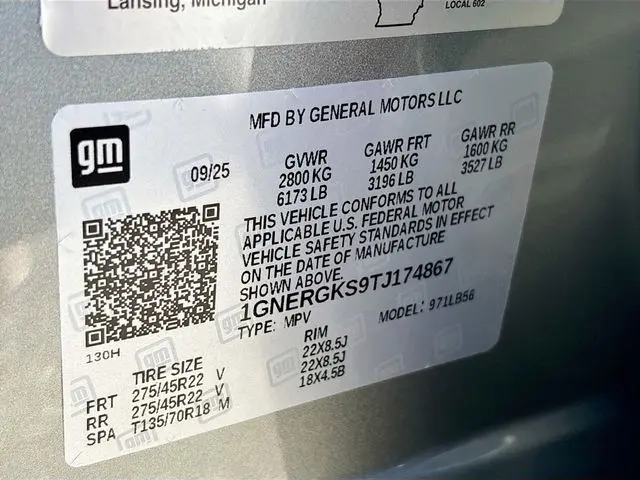 Lansing, Michigan
LOCAL 602
gm
MFD BY GENERAL MOTORS LLC
09/25
GVWR GAWR FRT GAWR RR
2800 KG 1450 KG 1600 KG
6173 LB 3196 LB 3527 LB
THIS VEHICLE CONFORMS TO ALL
APPLICABLE U.S. FEDERAL MOTOR
VEHICLE SAFETY STANDARDS IN EFFECT
ON THE DATE OF MANUFACTURE
SHOWN ABOVE.
1GNERGKS9TJ174867
TYPE: MPV MODEL: 971LB56
130H
TIRE SIZE RIM
FRT 275/45R22 V 22X8.5J
RR 275/45R22 V 22X8.5J
SPA T135/70R18 M 18X4.5B